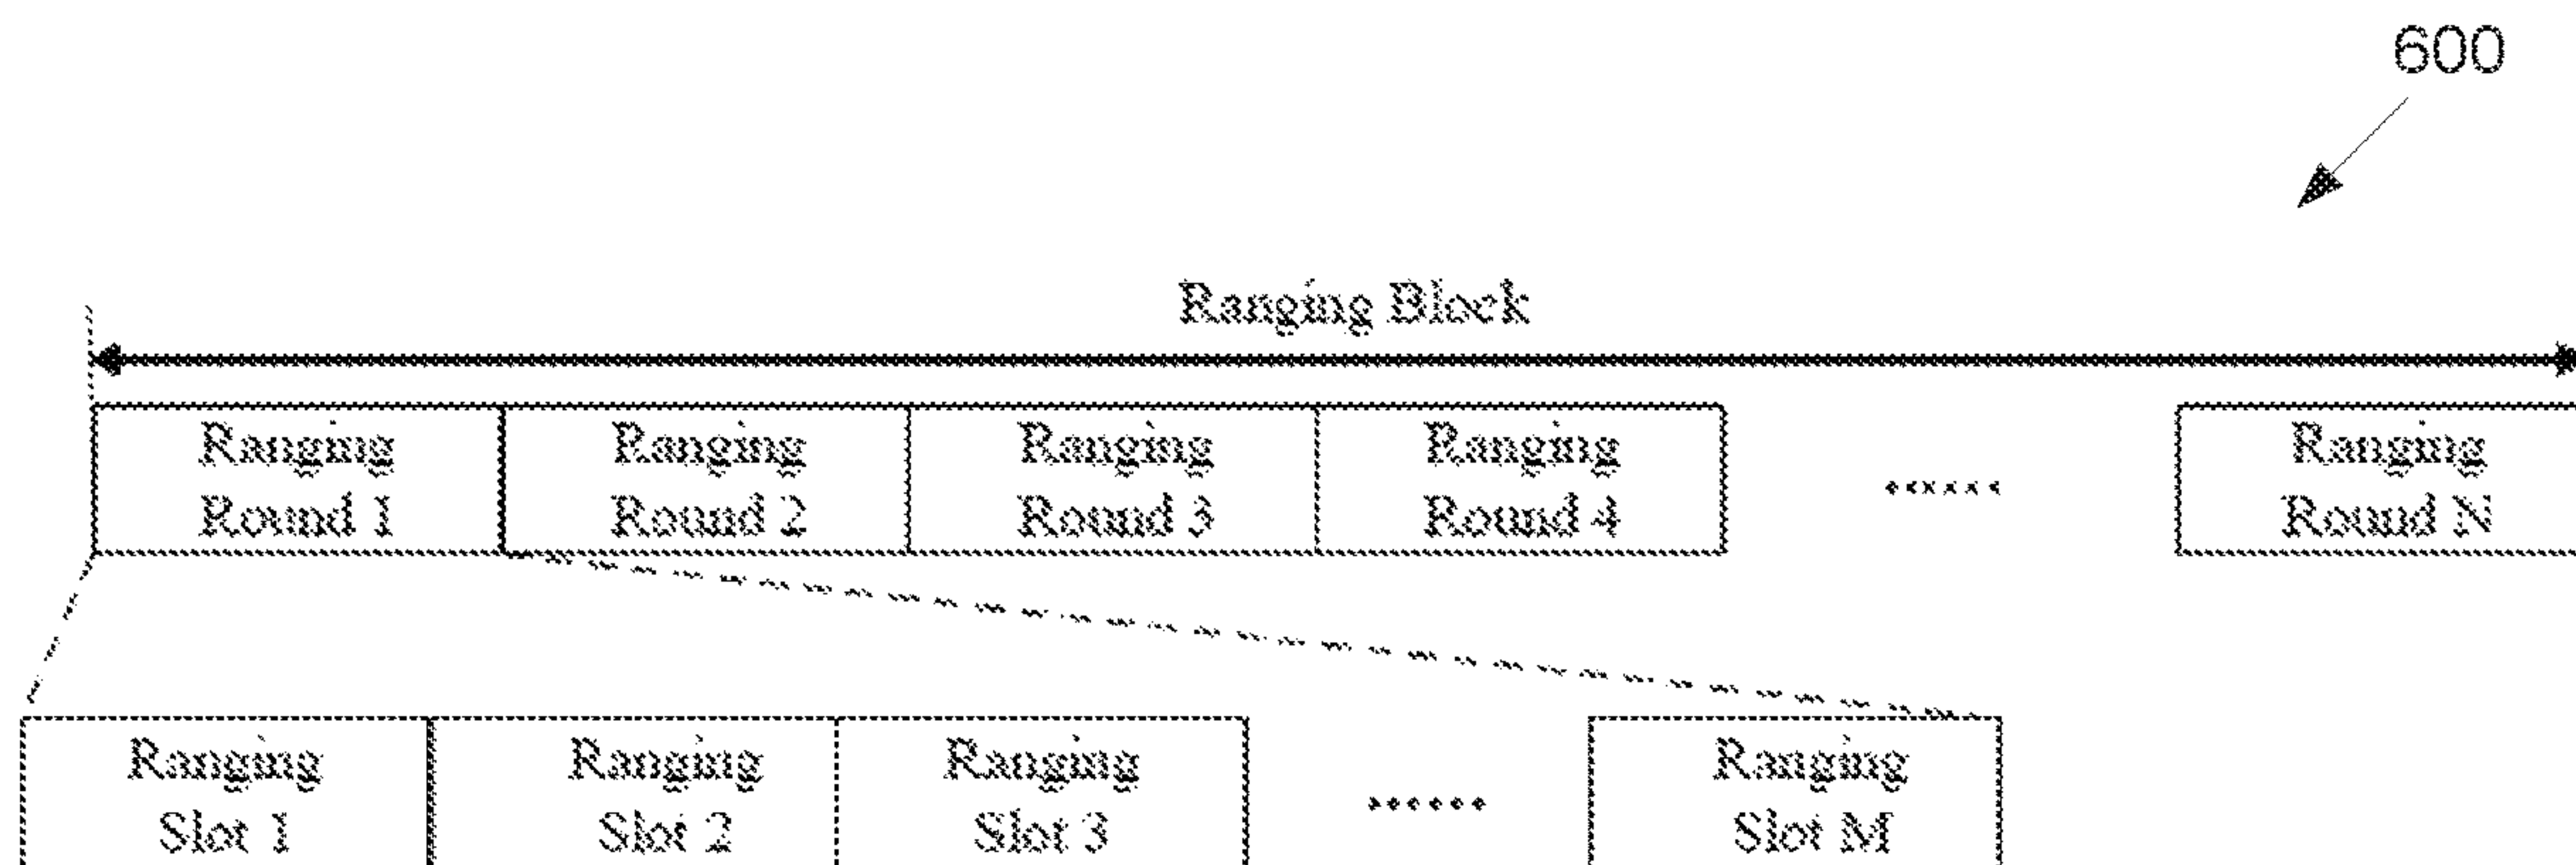 600
Ranging Block
Ranging
Round 1
Ranging
Round 2
Ranging
Round 3
Ranging
Round 4
......
Ranging
Round N
Ranging
Slot 1
Ranging
Slot 2
Ranging
Slot 3
......
Ranging
Slot M